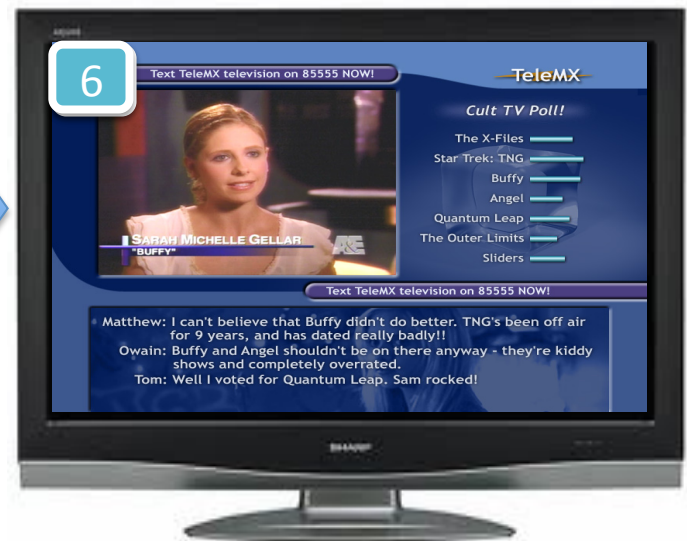 6
Text TeleMX television on 85555 NOW!
TeleMX
Cult TV Poll!
The X-Files
Star Trek: TNG
Buffy
Angel
Quantum Leap
The Outer Limits
Sliders
SARAH MICHELLE GELLAR
"BUFFY"
A&E
Text TeleMX television on 85555 NOW!
Matthew: I can't believe that Buffy didn't do better. TNG's been off air
for 9 years, and has dated really badly!!
Owain: Buffy and Angel shouldn't be on there anyway - they're kiddy
shows and completely overrated.
Tom: Well I voted for Quantum Leap. Sam rocked!
SHARP